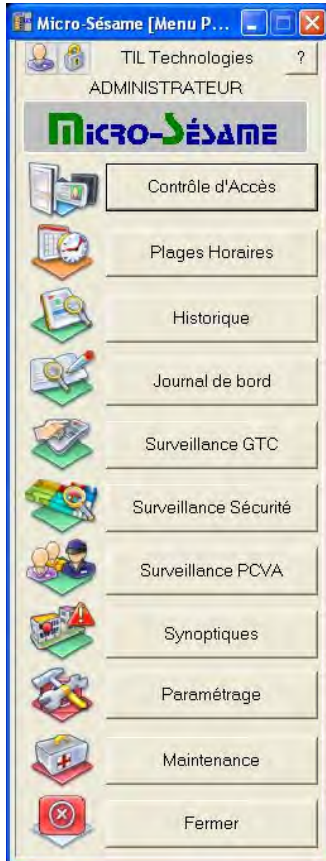 Micro-Sésame [Menu P...
TIL Technologies ?
ADMINISTRATEUR
MICRO-SÉSAME
Contrôle d'Accès
Plages Horaires
Historique
Journal de bord
Surveillance GTC
Surveillance Sécurité
Surveillance PCVA
Synoptiques
Paramétrage
Maintenance
Fermer